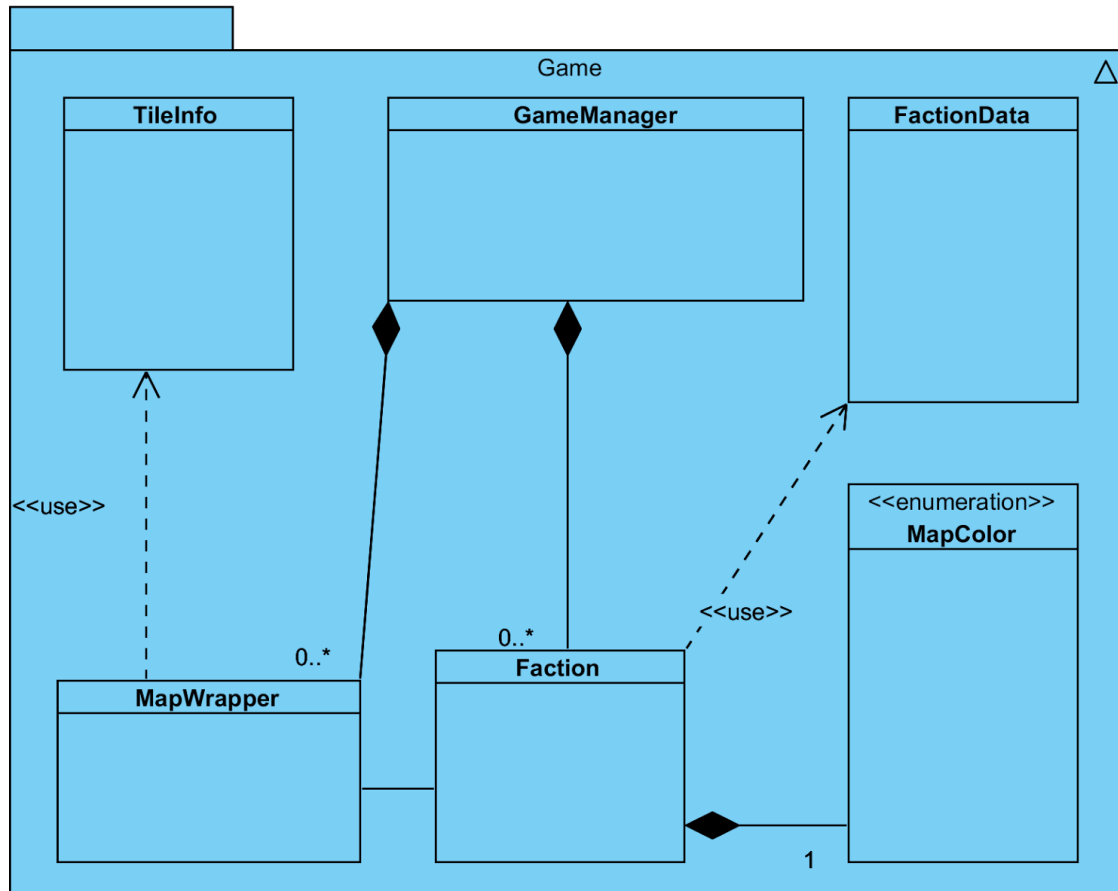 Game
TileInfo
GameManager
FactionData
<<use>>
<<enumeration>>
MapColor
<<use>>
0..*
0..*
Faction
MapWrapper
1